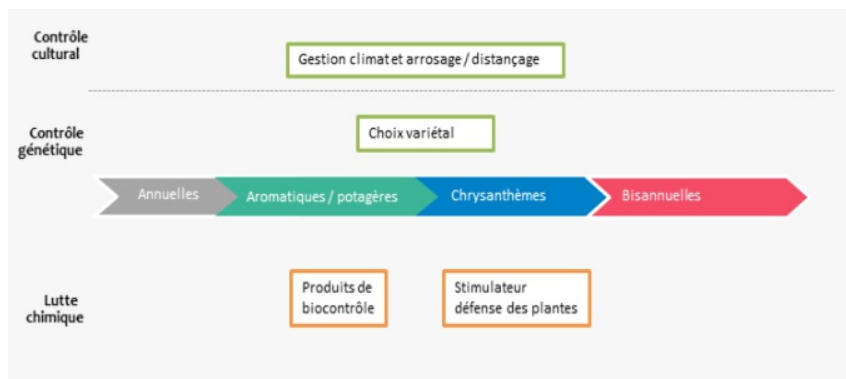 Contrôle
cultural
Gestion climat et arrosage / distançage
Contrôle
génétique
Choix variétal
Annuelles
Aromatiques / potagères
Chrysanthèmes
Bisannuelles
Lutte
chimique
Produits de
biocontrôle
Stimulateur
défense des plantes